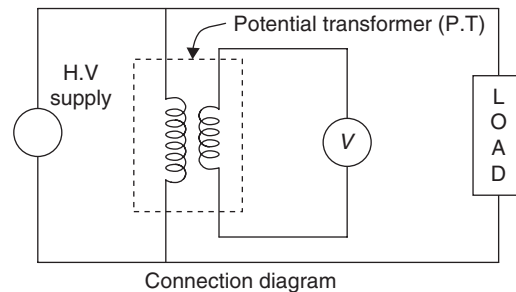 Potential transformer (P.T)
H.V
supply
V
L
O
A
D
Connection diagram